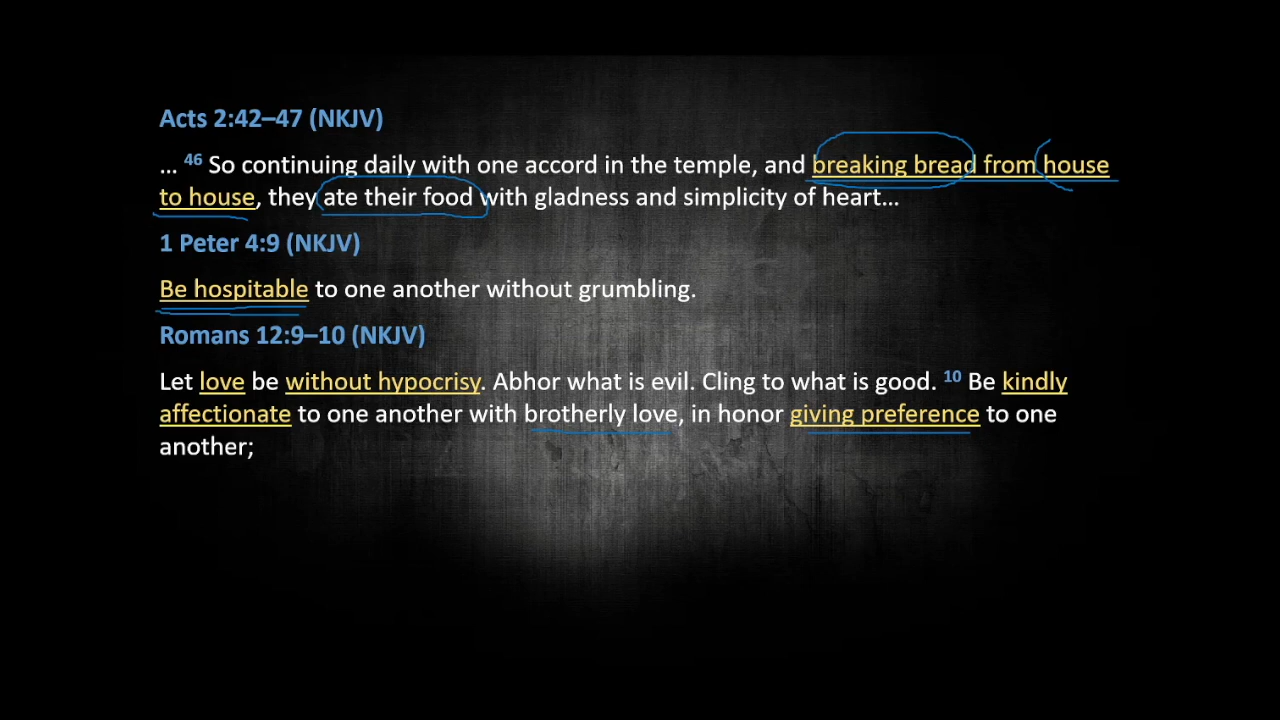 Acts 2:42–47 (NKJV)
... 46 So continuing daily with one accord in the temple, and breaking bread from house
to house, they ate their food with gladness and simplicity of heart...
1 Peter 4:9 (NKJV)
Be hospitable to one another without grumbling.
Romans 12:9–10 (NKJV)
Let love be without hypocrisy. Abhor what is evil. Cling to what is good. 10 Be kindly
affectionate to one another with brotherly love, in honor giving preference to one
another;